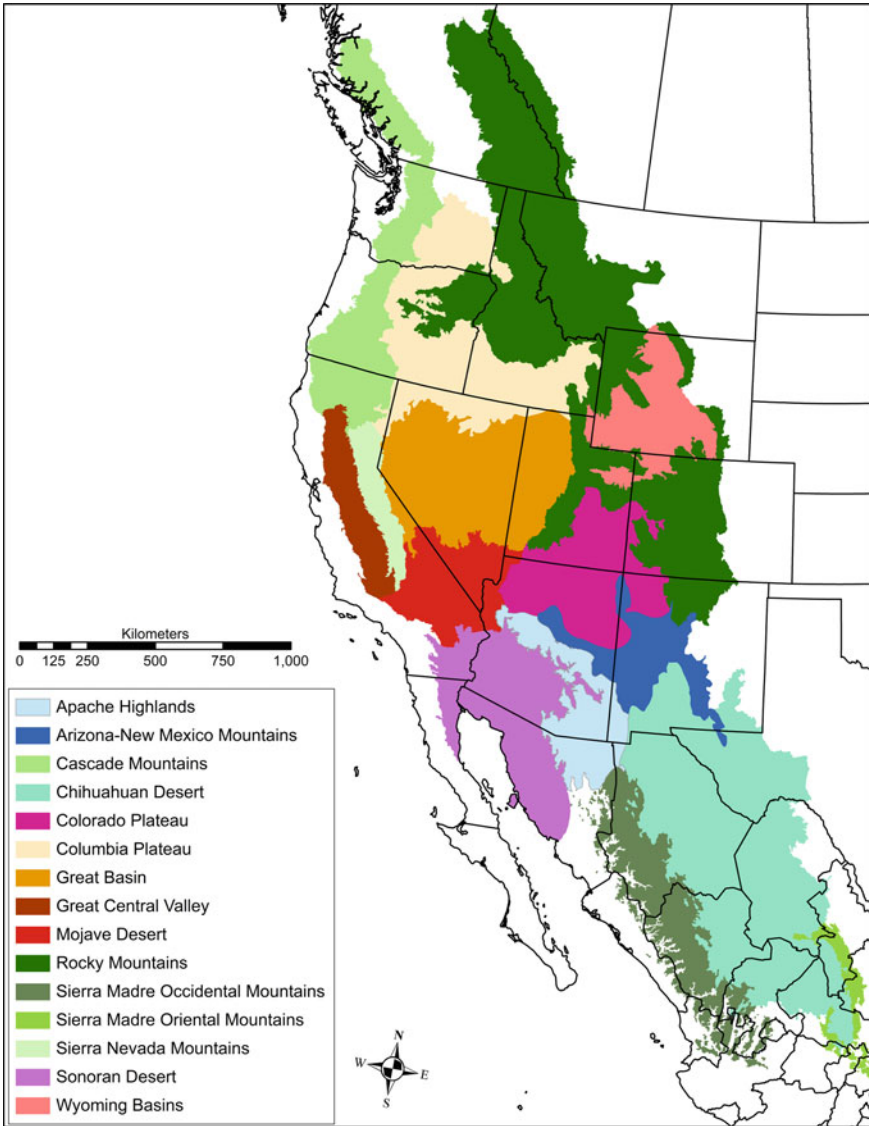 Kilometers
0 125 250 500 750 1,000
Apache Highlands
Arizona-New Mexico Mountains
Cascade Mountains
Chihuahuan Desert
Colorado Plateau
Columbia Plateau
Great Basin
Great Central Valley
Mojave Desert
Rocky Mountains
Sierra Madre Occidental Mountains
Sierra Madre Oriental Mountains
Sierra Nevada Mountains
Sonoran Desert
Wyoming Basins
N
W E
S